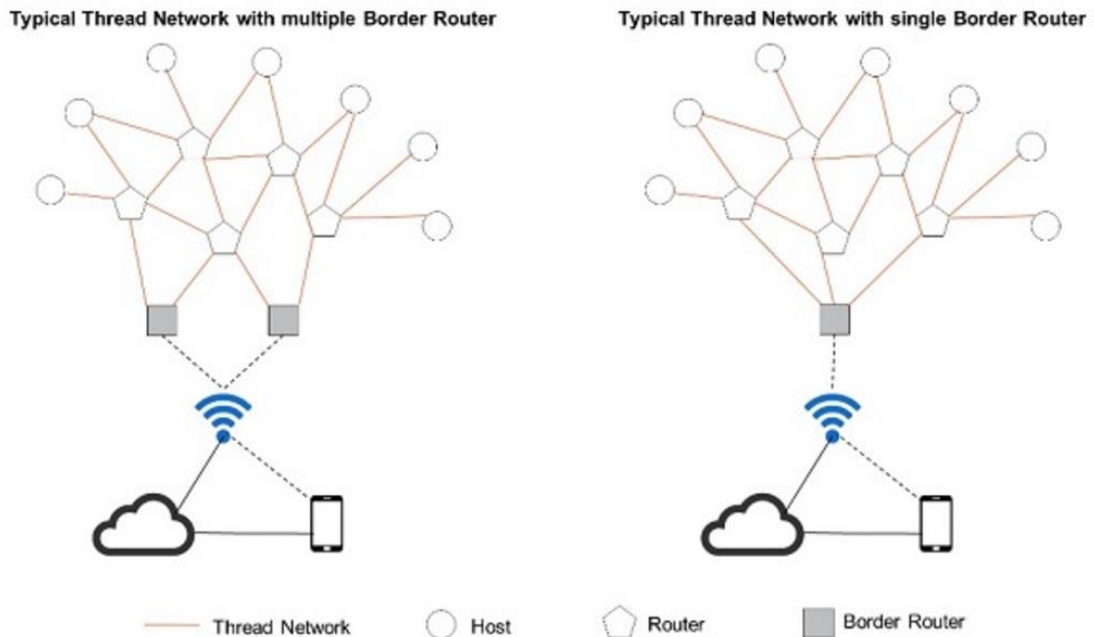 Typical Thread Network with multiple Border Router
Typical Thread Network with single Border Router
Thread Network
Host
Router
Border Router